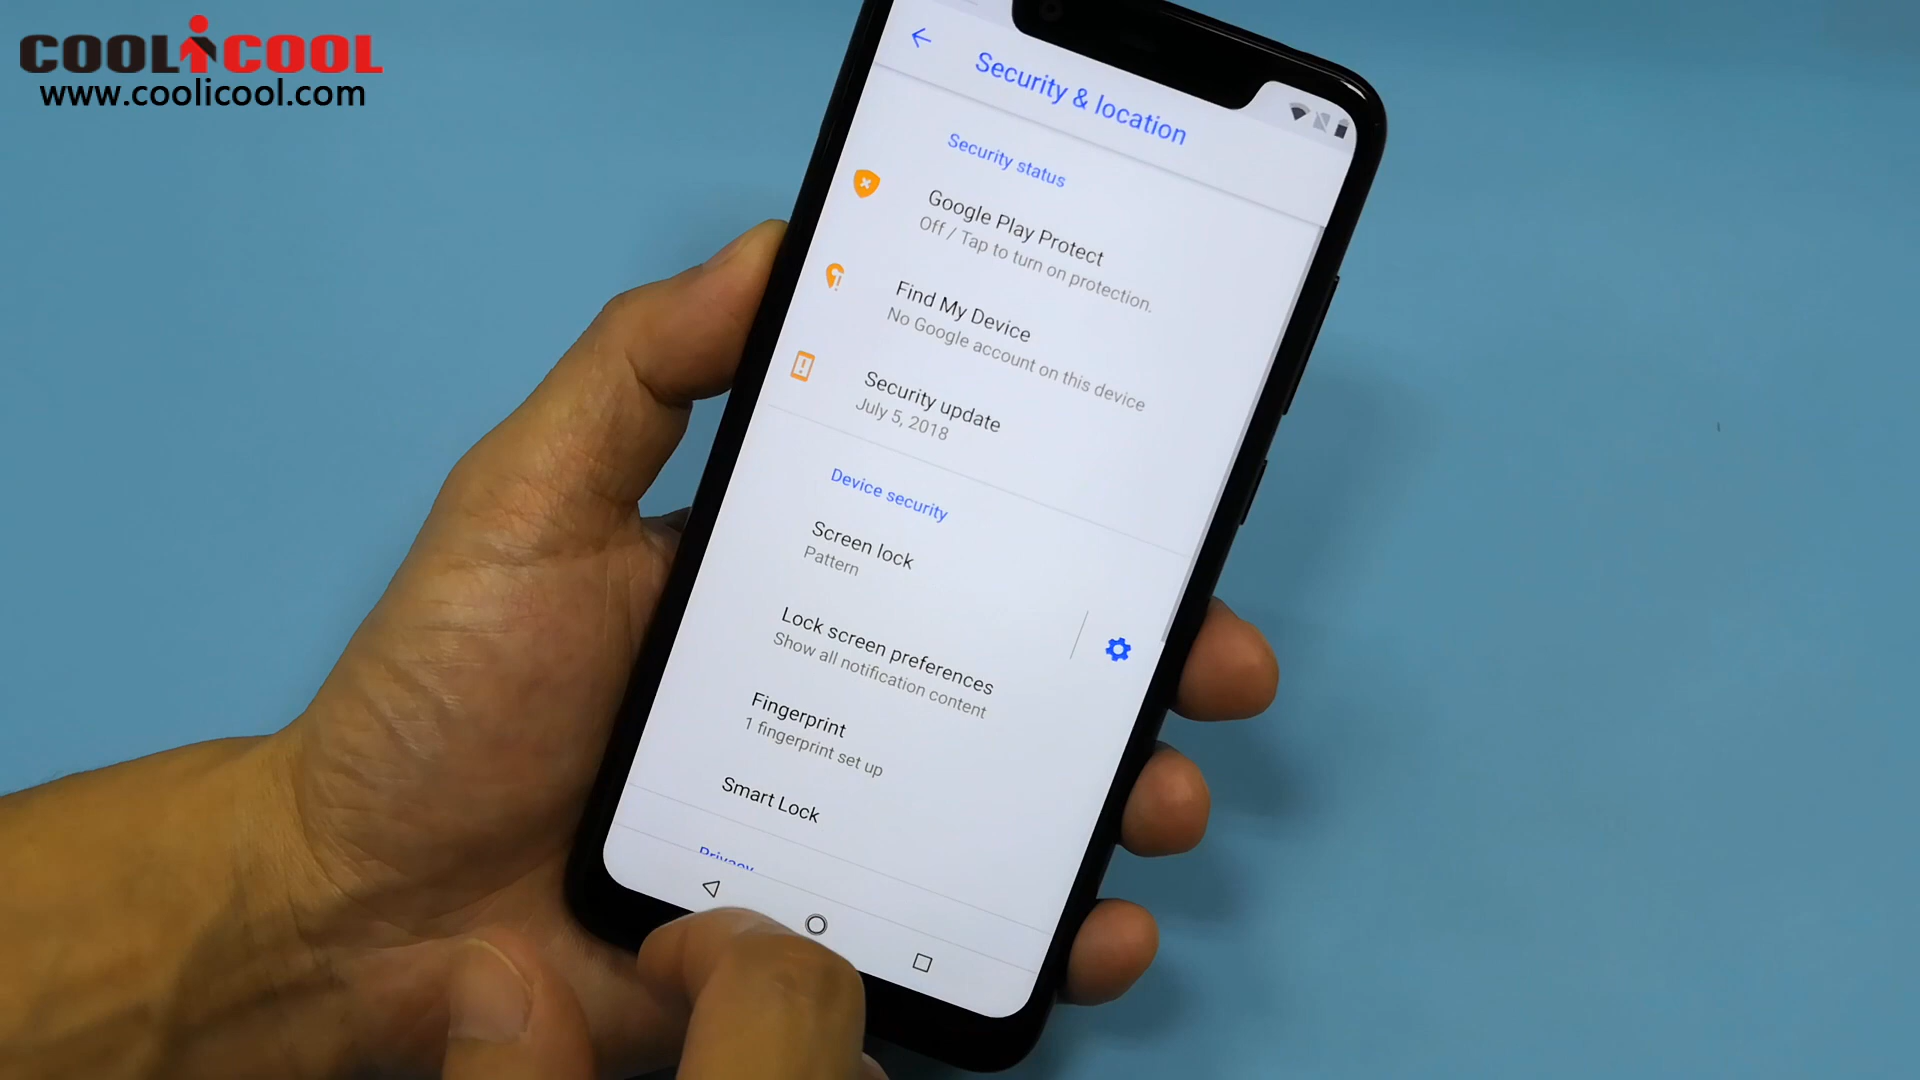 COOLiCOOL
www.coolicool.com
Security & location
Security status
Google Play Protect
Off / Tap to turn on protection.
Find My Device
No Google account on this device
Security update
July 5, 2018
Device security
Screen lock
Pattern
Lock screen preferences
Show all notification content
Fingerprint
1 fingerprint set up
Smart Lock
Privacy